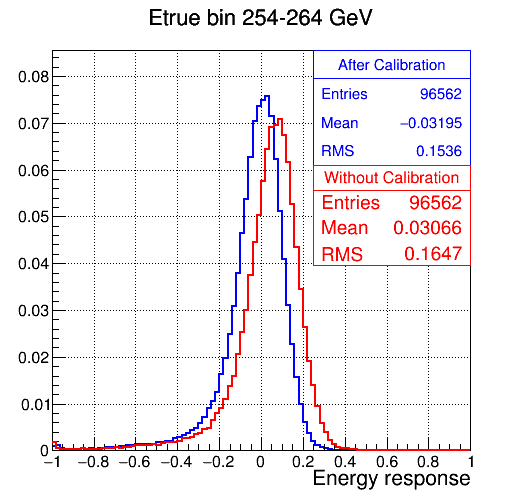 Etrue bin 254-264 GeV
After Calibration
Entries 96562
Mean −0.03195
RMS 0.1536
Without Calibration
Entries 96562
Mean 0.03066
RMS 0.1647
0.08
0.07
0.06
0.05
0.04
0.03
0.02
0.01
0
−1 −0.8 −0.6 −0.4 −0.2 0 0.2 0.4 0.6 0.8 1
Energy response